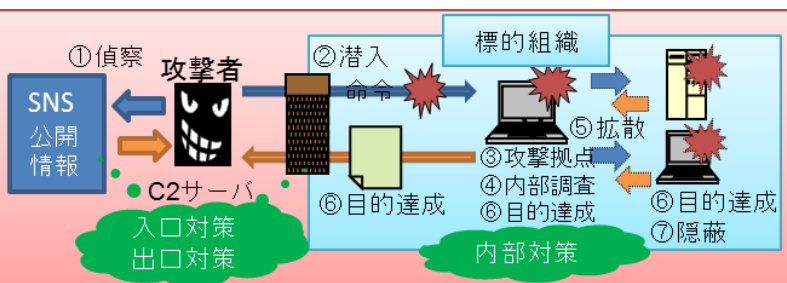 ①偵察
攻撃者
SNS
公開
情報
C2サーバ
入口対策
出口対策
②潜入
命令
標的組織
⑥目的達成
③攻撃拠点
④内部調査
⑥目的達成
⑤拡散
⑥目的達成
⑦隠蔽
内部対策